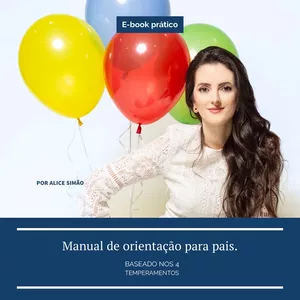 E-book prático
POR ALICE SIMÃO
Manual de orientação para pais.
BASEADO NOS 4
TEMPERAMENTOS